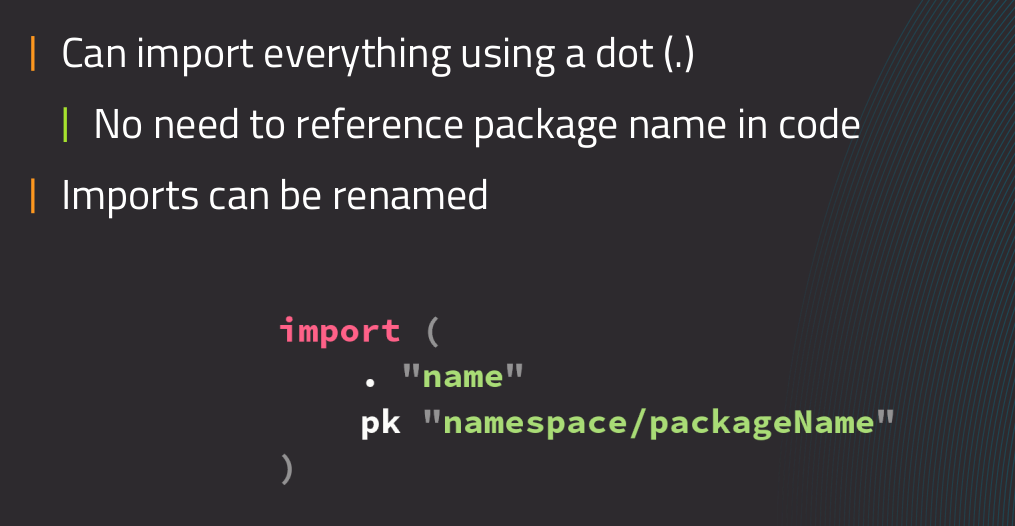 Can import everything using a dot (.)
No need to reference package name in code
Imports can be renamed
import (
. "name"
pk "namespace/packageName"
)